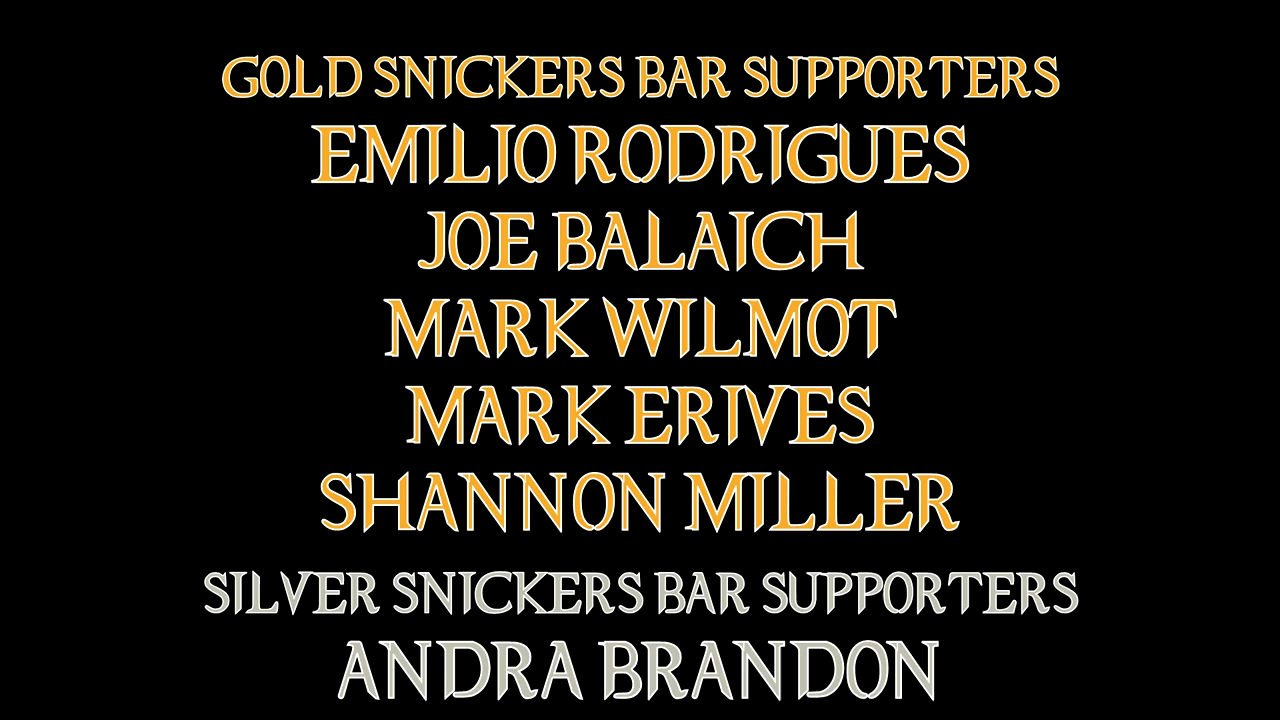 GOLD SNICKERS BAR SUPPORTERS
EMILIO RODRIGUES
JOE BALAICH
MARK WILMOT
MARK ERIVES
SHANNON MILLER
SILVER SNICKERS BAR SUPPORTERS
ANDRA BRANDON